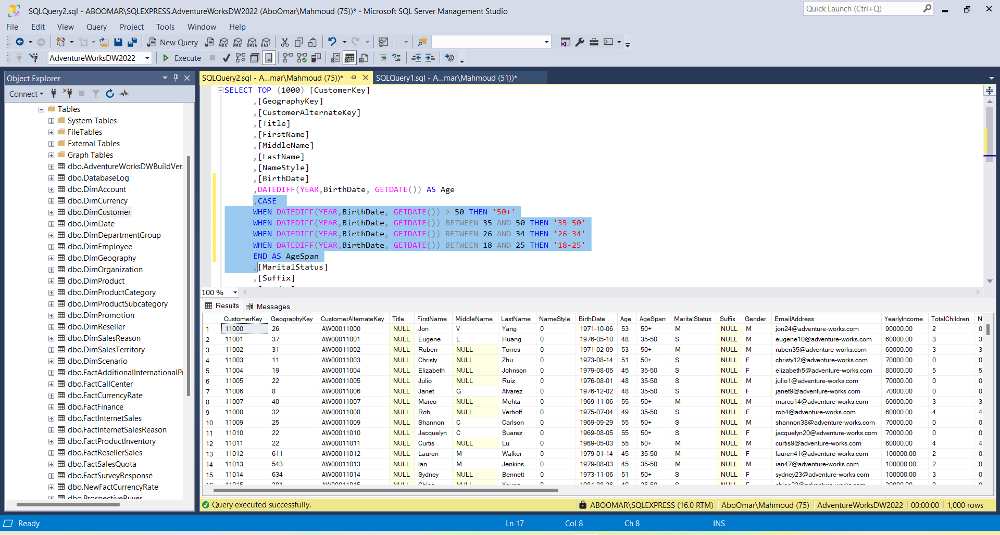 SQLQuery2.sql - ABOOMAR\SQLEXPRESS.AdventureWorksDW2022 (AboOmar\Mahmoud (75))* - Microsoft SQL Server Management Studio
Quick Launch (Ctrl+Q)
File Edit View Query Project Tools Window Help
New Query MDX DMX XMLA DAX
AdventureWorksDW2022 Execute
Object Explorer
Connect
Tables
System Tables
FileTables
External Tables
Graph Tables
dbo.AdventureWorksDWBuildVer
dbo.DatabaseLog
dbo.DimAccount
dbo.DimCurrency
dbo.DimCustomer
dbo.DimDate
dbo.DimDepartmentGroup
dbo.DimEmployee
dbo.DimGeography
dbo.DimOrganization
dbo.DimProduct
dbo.DimProductCategory
dbo.DimProductSubcategory
dbo.DimPromotion
dbo.DimReseller
dbo.DimSalesReason
dbo.DimSalesTerritory
dbo.DimScenario
dbo.FactAdditionalInternationalPr
dbo.FactCallCenter
dbo.FactCurrencyRate
dbo.FactFinance
dbo.FactInternetSales
dbo.FactInternetSalesReason
dbo.FactProductInventory
dbo.FactResellerSales
dbo.FactSalesQuota
dbo.FactSurveyResponse
dbo.NewFactCurrencyRate
dbo.ProspectiveBuyer
SQLQuery2.sql - A...mar\Mahmoud (75))* SQLQuery1.sql - A...mar\Mahmoud (51))*
SELECT TOP (1000) [CustomerKey]
,[GeographyKey]
,[CustomerAlternateKey]
,[Title]
,[FirstName]
,[MiddleName]
,[LastName]
,[NameStyle]
,[BirthDate]
,DATEDIFF(YEAR,BirthDate, GETDATE()) AS Age
,CASE
WHEN DATEDIFF(YEAR,BirthDate, GETDATE()) > 50 THEN '50+'
WHEN DATEDIFF(YEAR,BirthDate, GETDATE()) BETWEEN 35 AND 50 THEN '35-50'
WHEN DATEDIFF(YEAR,BirthDate, GETDATE()) BETWEEN 26 AND 34 THEN '26-34'
WHEN DATEDIFF(YEAR,BirthDate, GETDATE()) BETWEEN 18 AND 25 THEN '18-25'
END AS AgeSpan
,[MaritalStatus]
,[Suffix]
100 %
Results Messages
CustomerKey GeographyKey CustomerAlternateKey Title FirstName MiddleName LastName NameStyle BirthDate Age AgeSpan MaritalStatus Suffix Gender EmailAddress YearlyIncome TotalChildren N
1 11000 26 AW00011000 NULL Jon V Yang 0 1971-10-06 53 50+ M NULL M jon24@adventure-works.com 90000.00 2 0
2 11001 37 AW00011001 NULL Eugene L Huang 0 1976-05-10 48 35-50 S NULL M eugene10@adventure-works.com 60000.00 3 3
3 11002 31 AW00011002 NULL Ruben NULL Torres 0 1971-02-09 53 50+ M NULL M ruben35@adventure-works.com 60000.00 3 3
4 11003 11 AW00011003 NULL Christy NULL Zhu 0 1973-08-14 51 50+ S NULL F christy12@adventure-works.com 70000.00 0 0
5 11004 19 AW00011004 NULL Elizabeth NULL Johnson 0 1979-08-05 45 35-50 S NULL F elizabeth5@adventure-works.com 80000.00 5 5
6 11005 22 AW00011005 NULL Julio NULL Ruiz 0 1976-08-01 48 35-50 S NULL M julio1@adventure-works.com 70000.00 0 0
7 11006 8 AW00011006 NULL Janet G Alvarez 0 1976-12-02 48 35-50 S NULL F janet9@adventure-works.com 70000.00 0 0
8 11007 40 AW00011007 NULL Marco NULL Mehta 0 1969-11-06 55 50+ M NULL M marco14@adventure-works.com 60000.00 3 3
9 11008 32 AW00011008 NULL Rob NULL Verhoff 0 1975-07-04 49 35-50 S NULL F rob4@adventure-works.com 60000.00 4 4
10 11009 25 AW00011009 NULL Shannon C Carlson 0 1969-09-29 55 50+ S NULL M shannon38@adventure-works.com 70000.00 0 0
11 11010 22 AW00011010 NULL Jacquelyn C Suarez 0 1969-08-05 55 50+ S NULL F jacquelyn20@adventure-works.com 70000.00 0 0
12 11011 22 AW00011011 NULL Curtis NULL Lu 0 1969-05-03 55 50+ M NULL M curtis9@adventure-works.com 60000.00 4 4
13 11012 611 AW00011012 NULL Lauren M Walker 0 1979-01-14 45 35-50 M NULL F lauren41@adventure-works.com 100000.00 2 0
14 11013 543 AW00011013 NULL Ian M Jenkins 0 1979-08-03 45 35-50 M NULL M ian47@adventure-works.com 100000.00 2 0
15 11014 634 AW00011014 NULL Sydney NULL Bennett 0 1973-11-06 51 50+ S NULL F sydney23@adventure-works.com 100000.00 3 0
Query executed successfully. ABOOMAR\SQLEXPRESS (16.0 RTM) AboOmar\Mahmoud (75) AdventureWorksDW2022 00:00:00 1,000 rows
Ready Ln 17 Col 8 Ch 8 INS